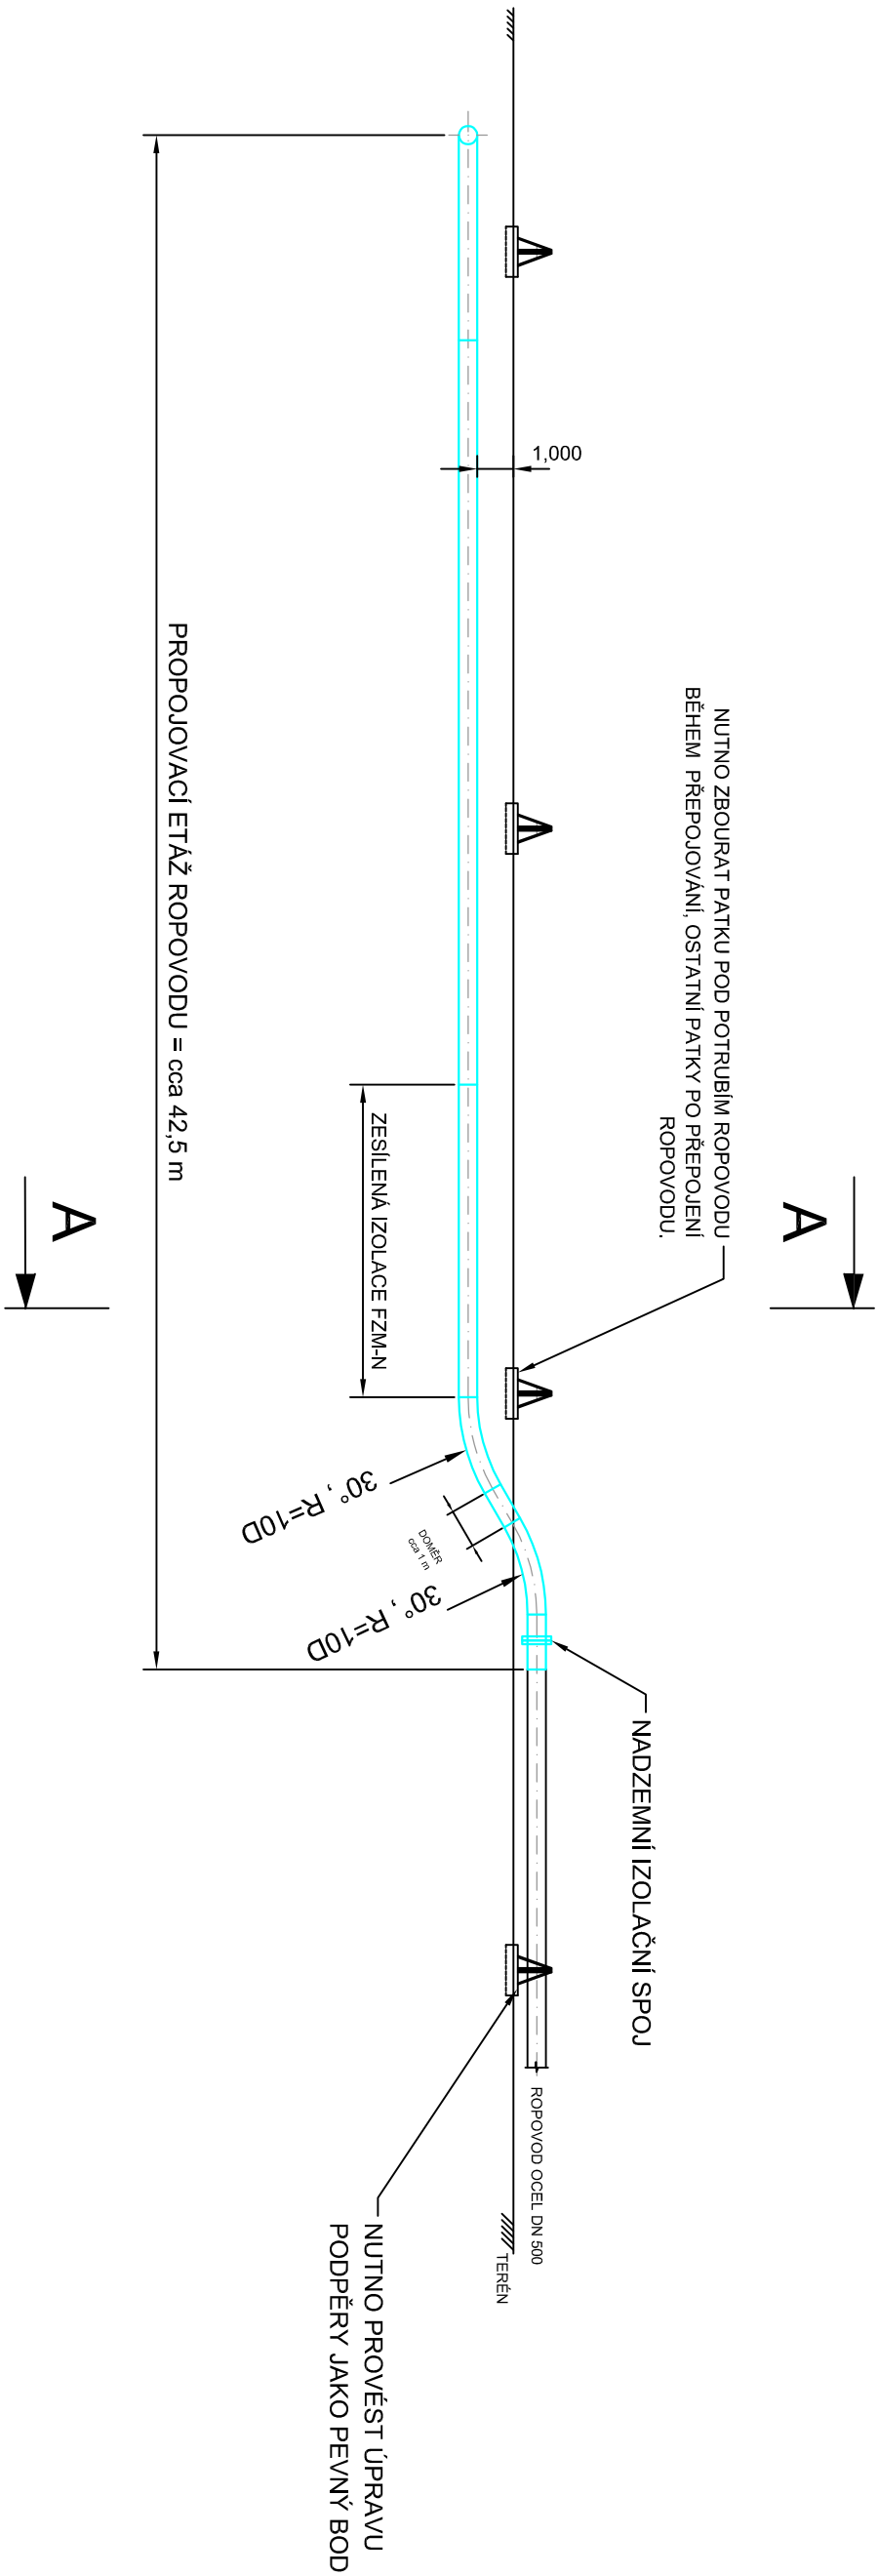 NUTNO ZBOURAT PATKU POD POTRUBÍM ROPOVODU
BĚHEM PŘEPOJOVÁNÍ, OSTATNÍ PATKY PO PŘEPOJENÍ
ROPOVODU.
A
NADZEMNÍ IZOLAČNÍ SPOJ
1,000
ROPOVOD OCEL DN 500
TERÉN
ZESÍLENÁ IZOLACE FZM-N
30°, R=10D
DOMĚR
cca 1 m
30°, R=10D
NUTNO PROVÉST ÚPRAVU
PODPĚRY JAKO PEVNÝ BOD
PROPOJOVACÍ ETÁŽ ROPOVODU = cca 42,5 m
A